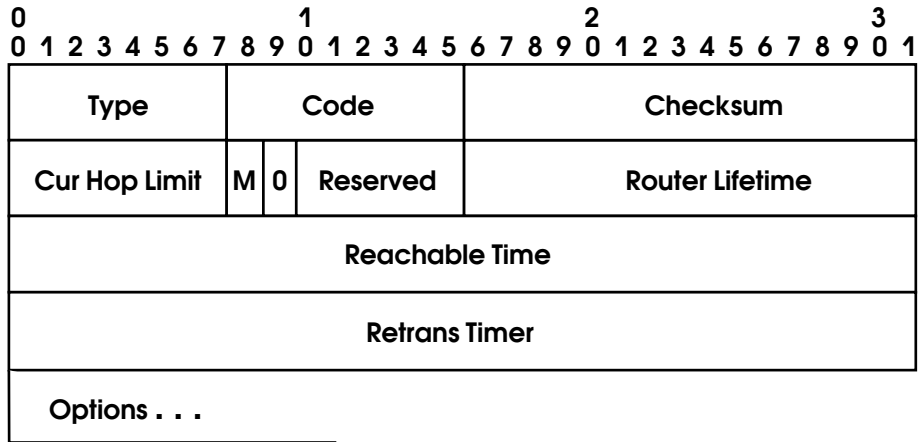 0 1 2 3
0 1 2 3 4 5 6 7 8 9 0 1 2 3 4 5 6 7 8 9 0 1 2 3 4 5 6 7 8 9 0 1
Type Code Checksum
Cur Hop Limit M 0 Reserved Router Lifetime
Reachable Time
Retrans Timer
Options . . .